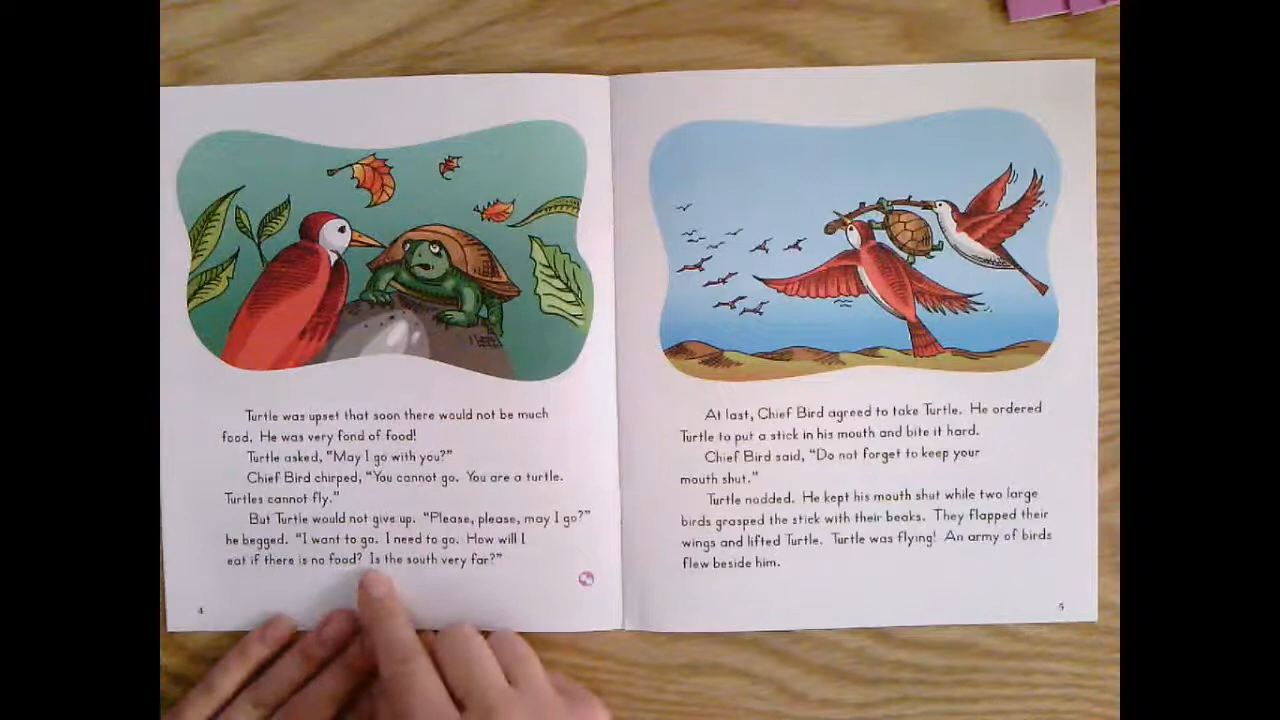 Turtle was upset that soon there would not be much
food. He was very fond of food!
Turtle asked, "May I go with you?"
Chief Bird chirped, "You cannot go. You are a turtle.
Turtles cannot fly."
But Turtle would not give up. "Please, please, may I go?"
he begged. "I want to go. I need to go. How will I
eat if there is no food? Is the south very far?"
4
At last, Chief Bird agreed to take Turtle. He ordered
Turtle to put a stick in his mouth and bite it hard.
Chief Bird said, "Do not forget to keep your
mouth shut."
Turtle nodded. He kept his mouth shut while two large
birds grasped the stick with their beaks. They flapped their
wings and lifted Turtle. Turtle was flying! An army of birds
flew beside him.
5